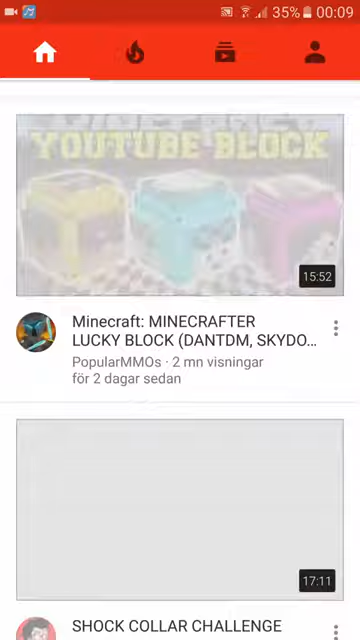 35% 00:09
MINECRAFT
YOUTUBE BLOCK
15:52
Minecraft: MINECRAFTER
LUCKY BLOCK (DANTDM, SKYDO...
PopularMMOs · 2 mn visningar
för 2 dagar sedan
17:11
SHOCK COLLAR CHALLENGE